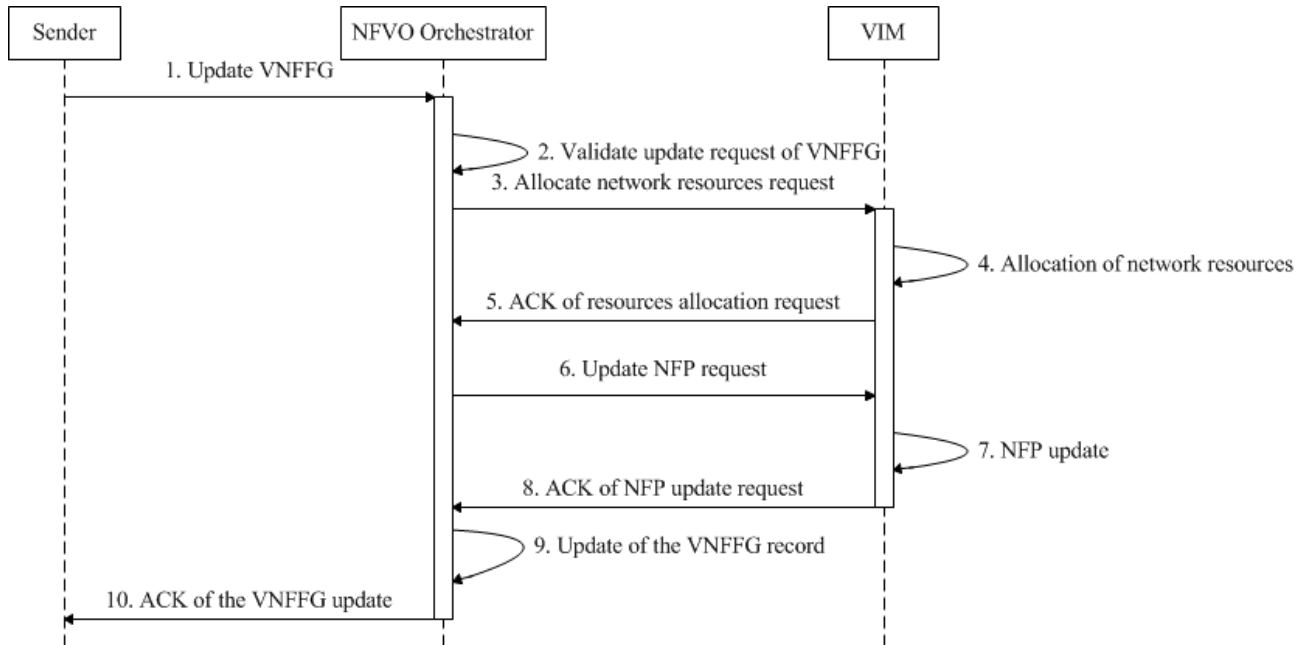 Sender
NFVO Orchestrator
VIM
1. Update VNFFG
2. Validate update request of VNFFG
3. Allocate network resources request
4. Allocation of network resources
5. ACK of resources allocation request
6. Update NFP request
7. NFP update
8. ACK of NFP update request
9. Update of the VNFFG record
10. ACK of the VNFFG update